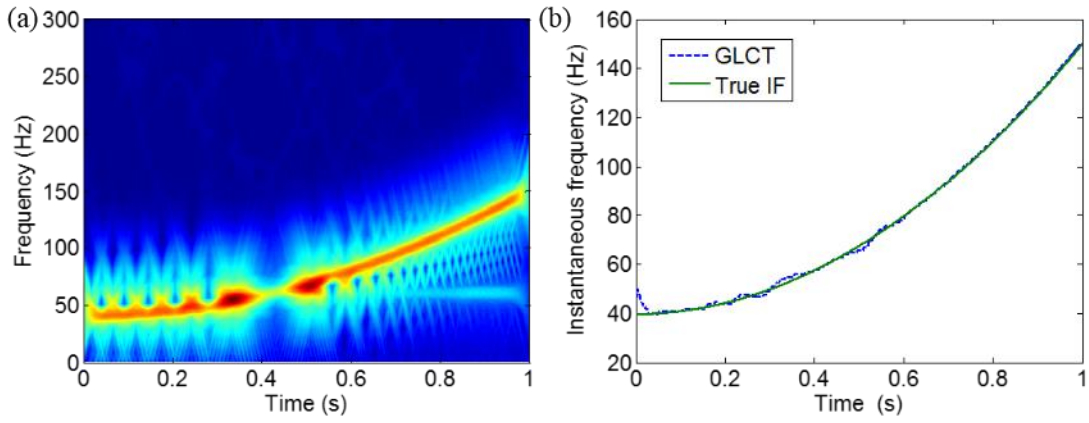 (a)
300
250
200
150
100
50
0
Frequency (Hz)
0 0.2 0.4 0.6 0.8 1
Time (s)
(b)
160
140
120
100
80
60
40
20
Instantaneous frequency (Hz)
GLCT
True IF
0 0.2 0.4 0.6 0.8 1
Time (s)